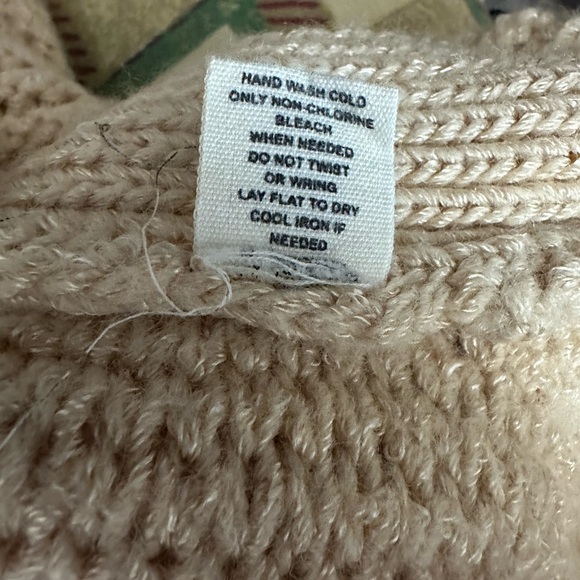 HAND WASH COLD
ONLY NON-CHLORINE
BLEACH
WHEN NEEDED
DO NOT TWIST
OR WRING
LAY FLAT TO DRY
COOL IRON IF
NEEDED